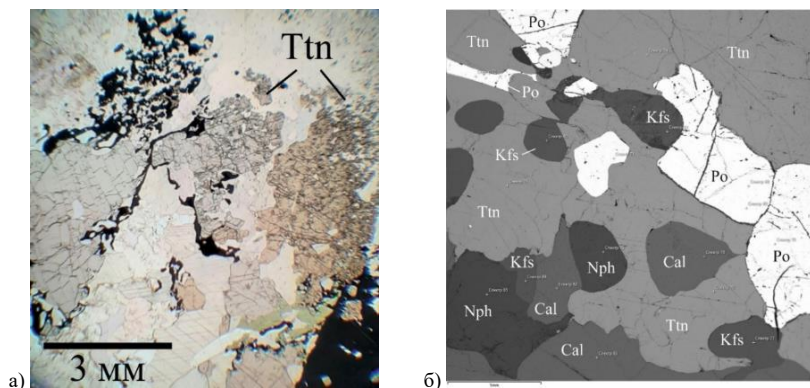 Ttn
3 мм
а)
Po
Ttn
Ttn
Po
Kfs
Kfs
Po
Ttn
Kfs
Nph
Cal
Po
Nph
Cal
Ttn
Kfs
Cal
б)